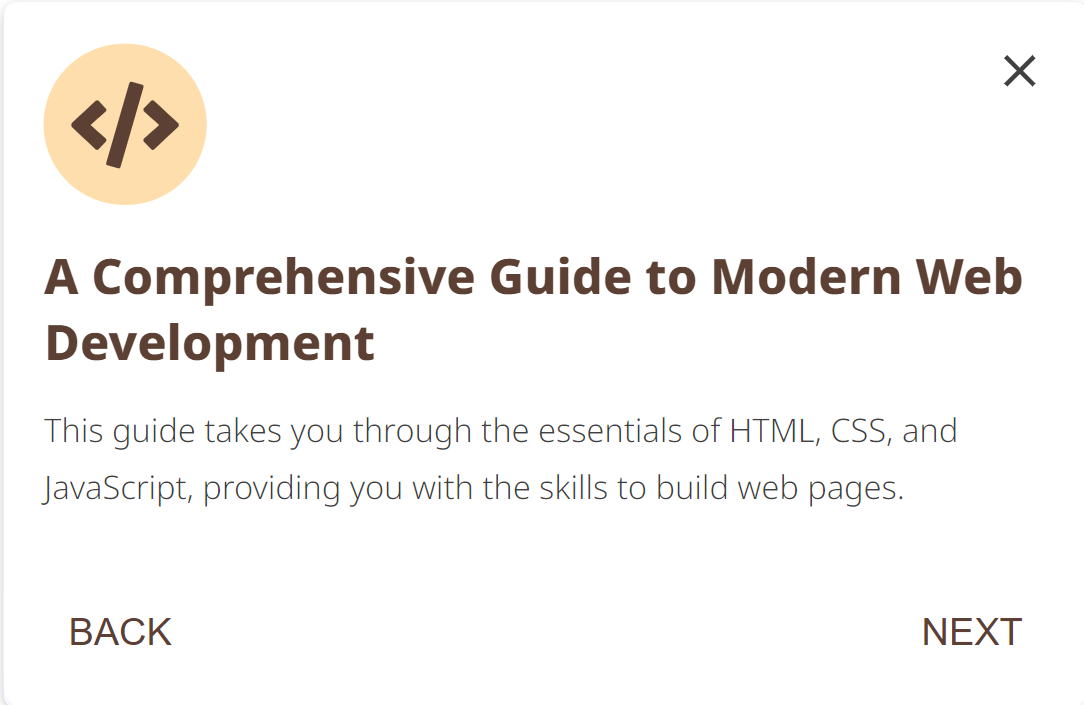 </>
A Comprehensive Guide to Modern Web
Development
This guide takes you through the essentials of HTML, CSS, and
JavaScript, providing you with the skills to build web pages.
BACK
NEXT